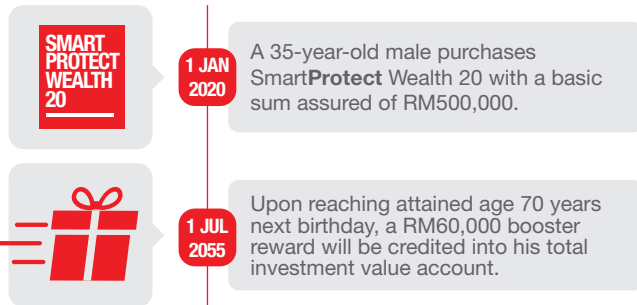 SMART
PROTECT
WEALTH
20
1 JAN
2020
A 35-year-old male purchases
SmartProtect Wealth 20 with a basic
sum assured of RM500,000.
1 JUL
2055
Upon reaching attained age 70 years
next birthday, a RM60,000 booster
reward will be credited into his total
investment value account.